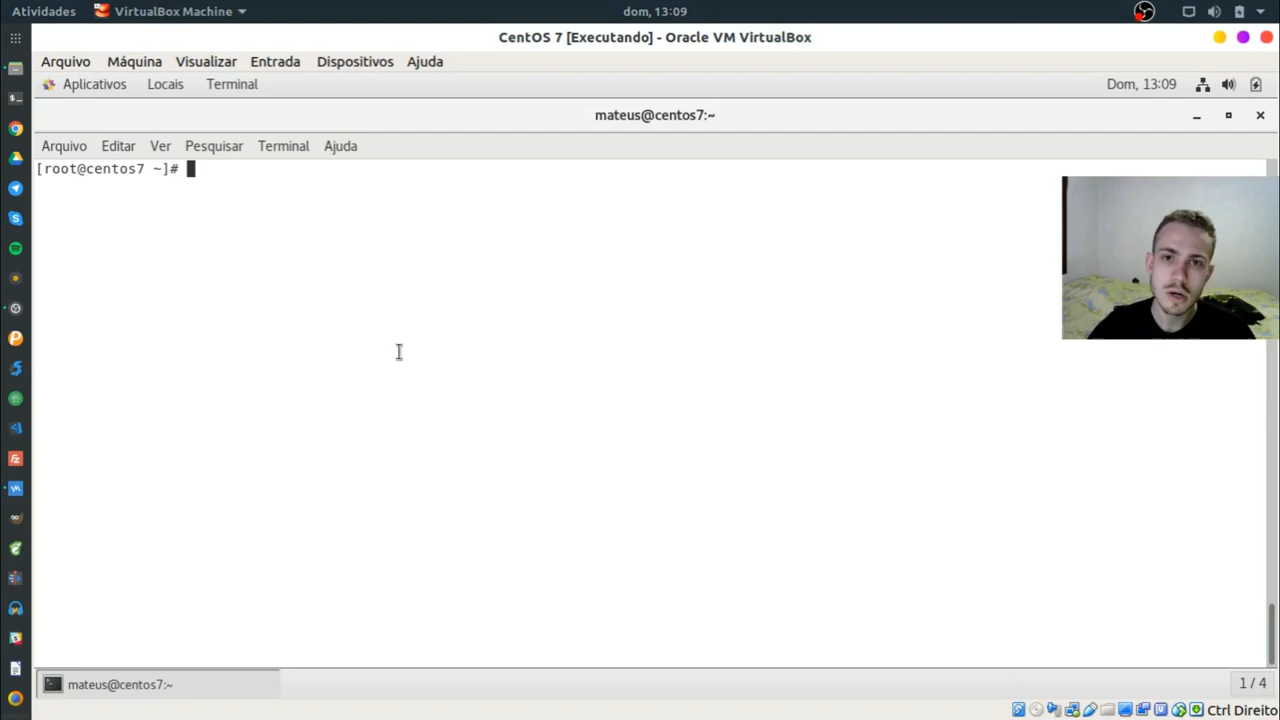 Atividades VirtualBox Machine dom, 13:09
CentOS 7 [Executando] - Oracle VM VirtualBox
Arquivo Máquina Visualizar Entrada Dispositivos Ajuda
Aplicativos Locais Terminal Dom, 13:09
mateus@centos7:~
Arquivo Editar Ver Pesquisar Terminal Ajuda
[root@centos7 ~]#
mateus@centos7:~ 1 / 4
Ctrl Direito